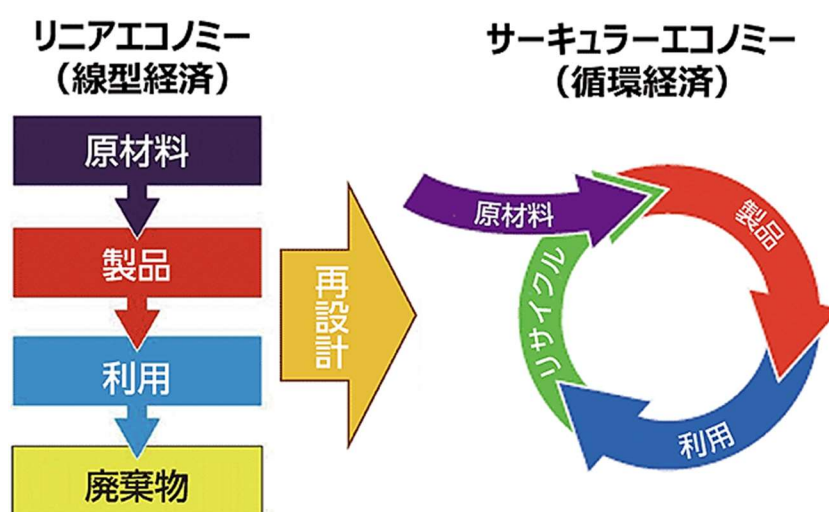 リニアエコノミー
（線型経済）
原材料
製品
利用
廃棄物
再設計
サーキュラーエコノミー
（循環経済）
原材料
製品
利用
リサイクル